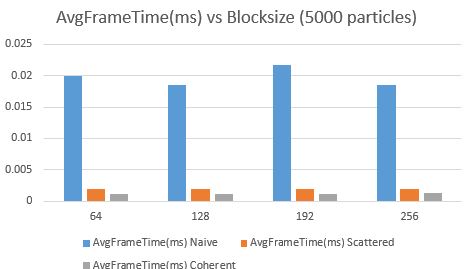 AvgFrameTime(ms) vs Blocksize (5000 particles)
0.025
0.02
0.015
0.01
0.005
0
64 128 192 256
AvgFrameTime(ms) Naive AvgFrameTime(ms) Scattered
AvgFrameTime(ms) Coherent